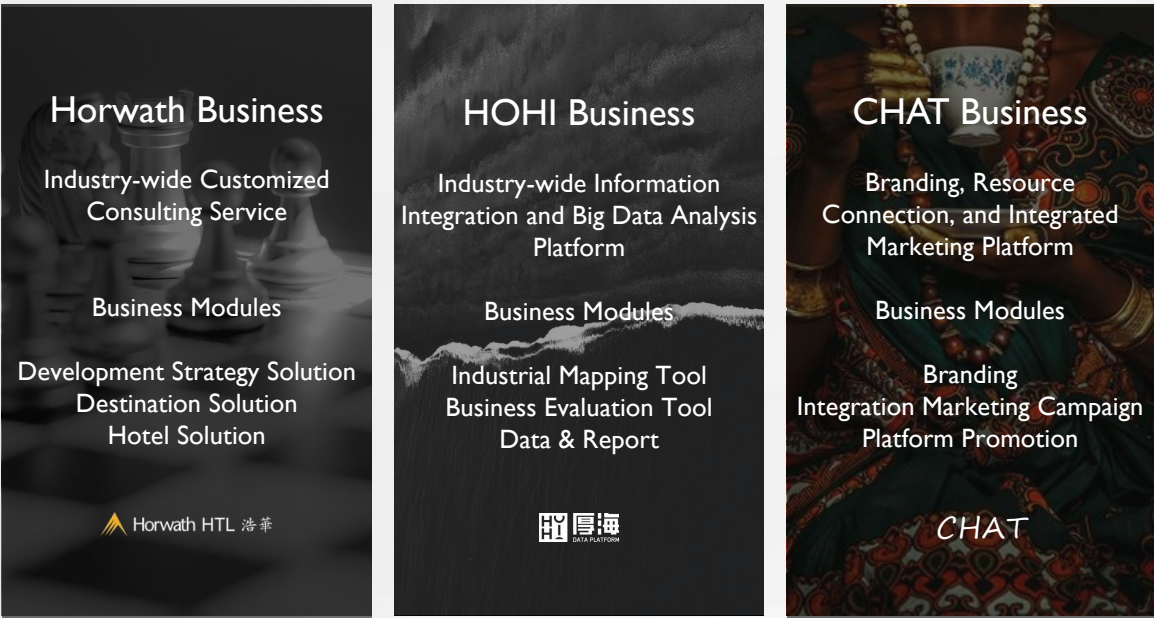 Horwath Business
Industry-wide Customized
Consulting Service
Business Modules
Development Strategy Solution
Destination Solution
Hotel Solution
Horwath HTL 浩華
HOHI Business
Industry-wide Information
Integration and Big Data Analysis
Platform
Business Modules
Industrial Mapping Tool
Business Evaluation Tool
Data & Report
HOHI 厚海
DATA PLATFORM
CHAT Business
Branding, Resource
Connection, and Integrated
Marketing Platform
Business Modules
Branding
Integration Marketing Campaign
Platform Promotion
CHAT